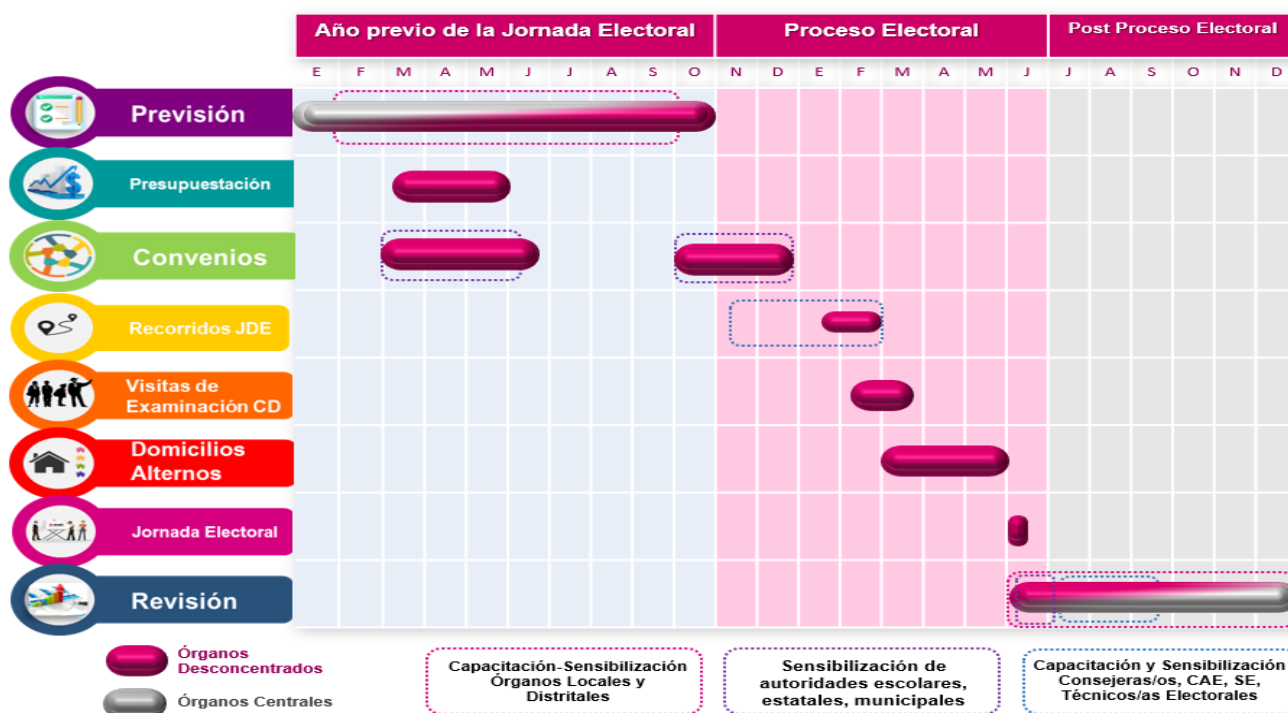 Año previo de la Jornada Electoral Proceso Electoral Post Proceso Electoral
E F M A M J J A S O N D E F M A M J J A S O N D
Previsión
Presupuestación
Convenios
Recorridos JDE
Visitas de
Examinación CD
Domicilios
Alternos
Jornada Electoral
Revisión
Órganos
Desconcentrados
Órganos Centrales
Capacitación-Sensibilización
Órganos Locales y
Distritales
Sensibilización de
autoridades escolares,
estatales, municipales
Capacitación y Sensibilización
Consejeras/os, CAE, SE,
Técnicos/as Electorales